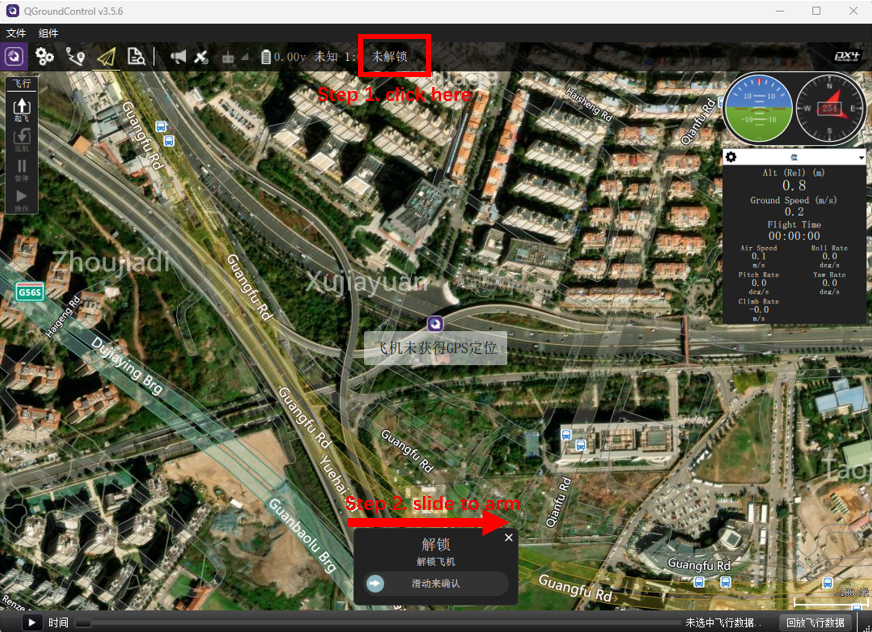 QGroundControl v3.5.6
文件 组件
0.00v 未知 1: 未解锁
PX4
Step 1. click here
飞行
起飞
返航
暂停
操作
Guangfu Rd
Haisheng Rd
Qianfu Rd
N
W 254 E
S
10 10
-10 -10
值
Alt (Rel) (m)
0.8
Ground Speed (m/s)
0.2
Flight Time
00:00:00
Air Speed Roll Rate
0.1 0.0
m/s deg/s
Pitch Rate Yaw Rate
0.0 0.0
deg/s deg/s
Climb Rate
-0.0
m/s
Zhoujiadi
Xujiayuan
G56S
Haigeng Rd
Guangfu Rd
飞机未获得GPS定位
Dujiaying Brg
Guangfu Rd
Guangfu Rd
Yuehai
Guanbaolu Brg
Qianfu Rd
Taoj
Step 2. slide to arm
解锁
解锁飞机
滑动来确认
Guangfu Rd
Guangfu Rd
100 米
时间 未选中飞行数据.. 回放飞行数据